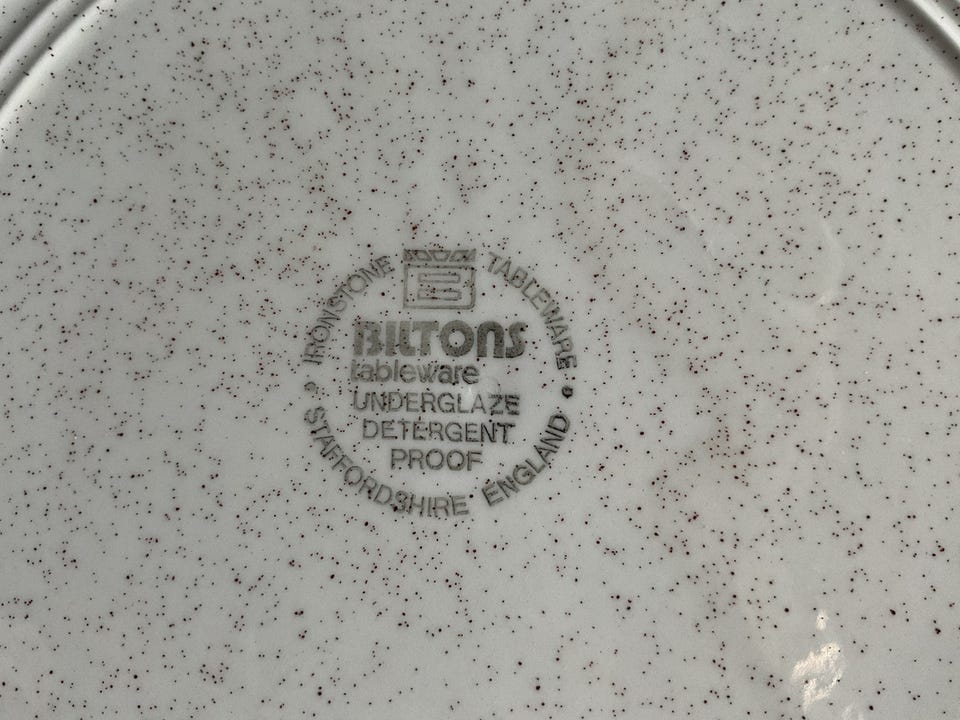 IRONSTONE TABLEWARE
B
BILTONS
tableware
UNDERGLAZE
DETERGENT
PROOF
STAFFORDSHIRE ENGLAND